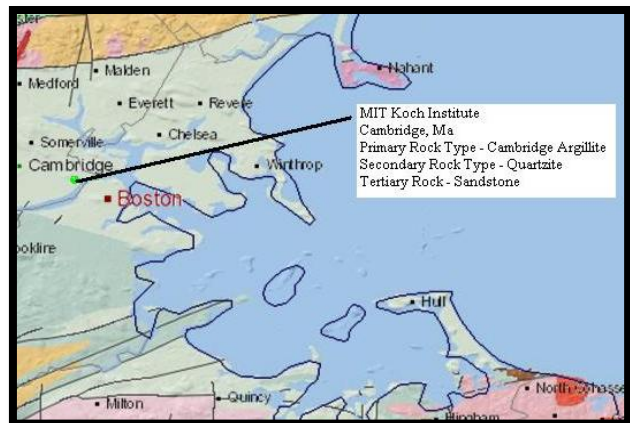 Nahant
Malden
Medford
MIT Koch Institute
Cambridge, Ma
Primary Rock Type - Cambridge Argillite
Secondary Rock Type - Quartzite
Tertiary Rock - Sandstone
Everett
Revere
Chelsea
Somerville
Cambridge
Winthrop
Boston
ookline
Hull
Quincy
Milton